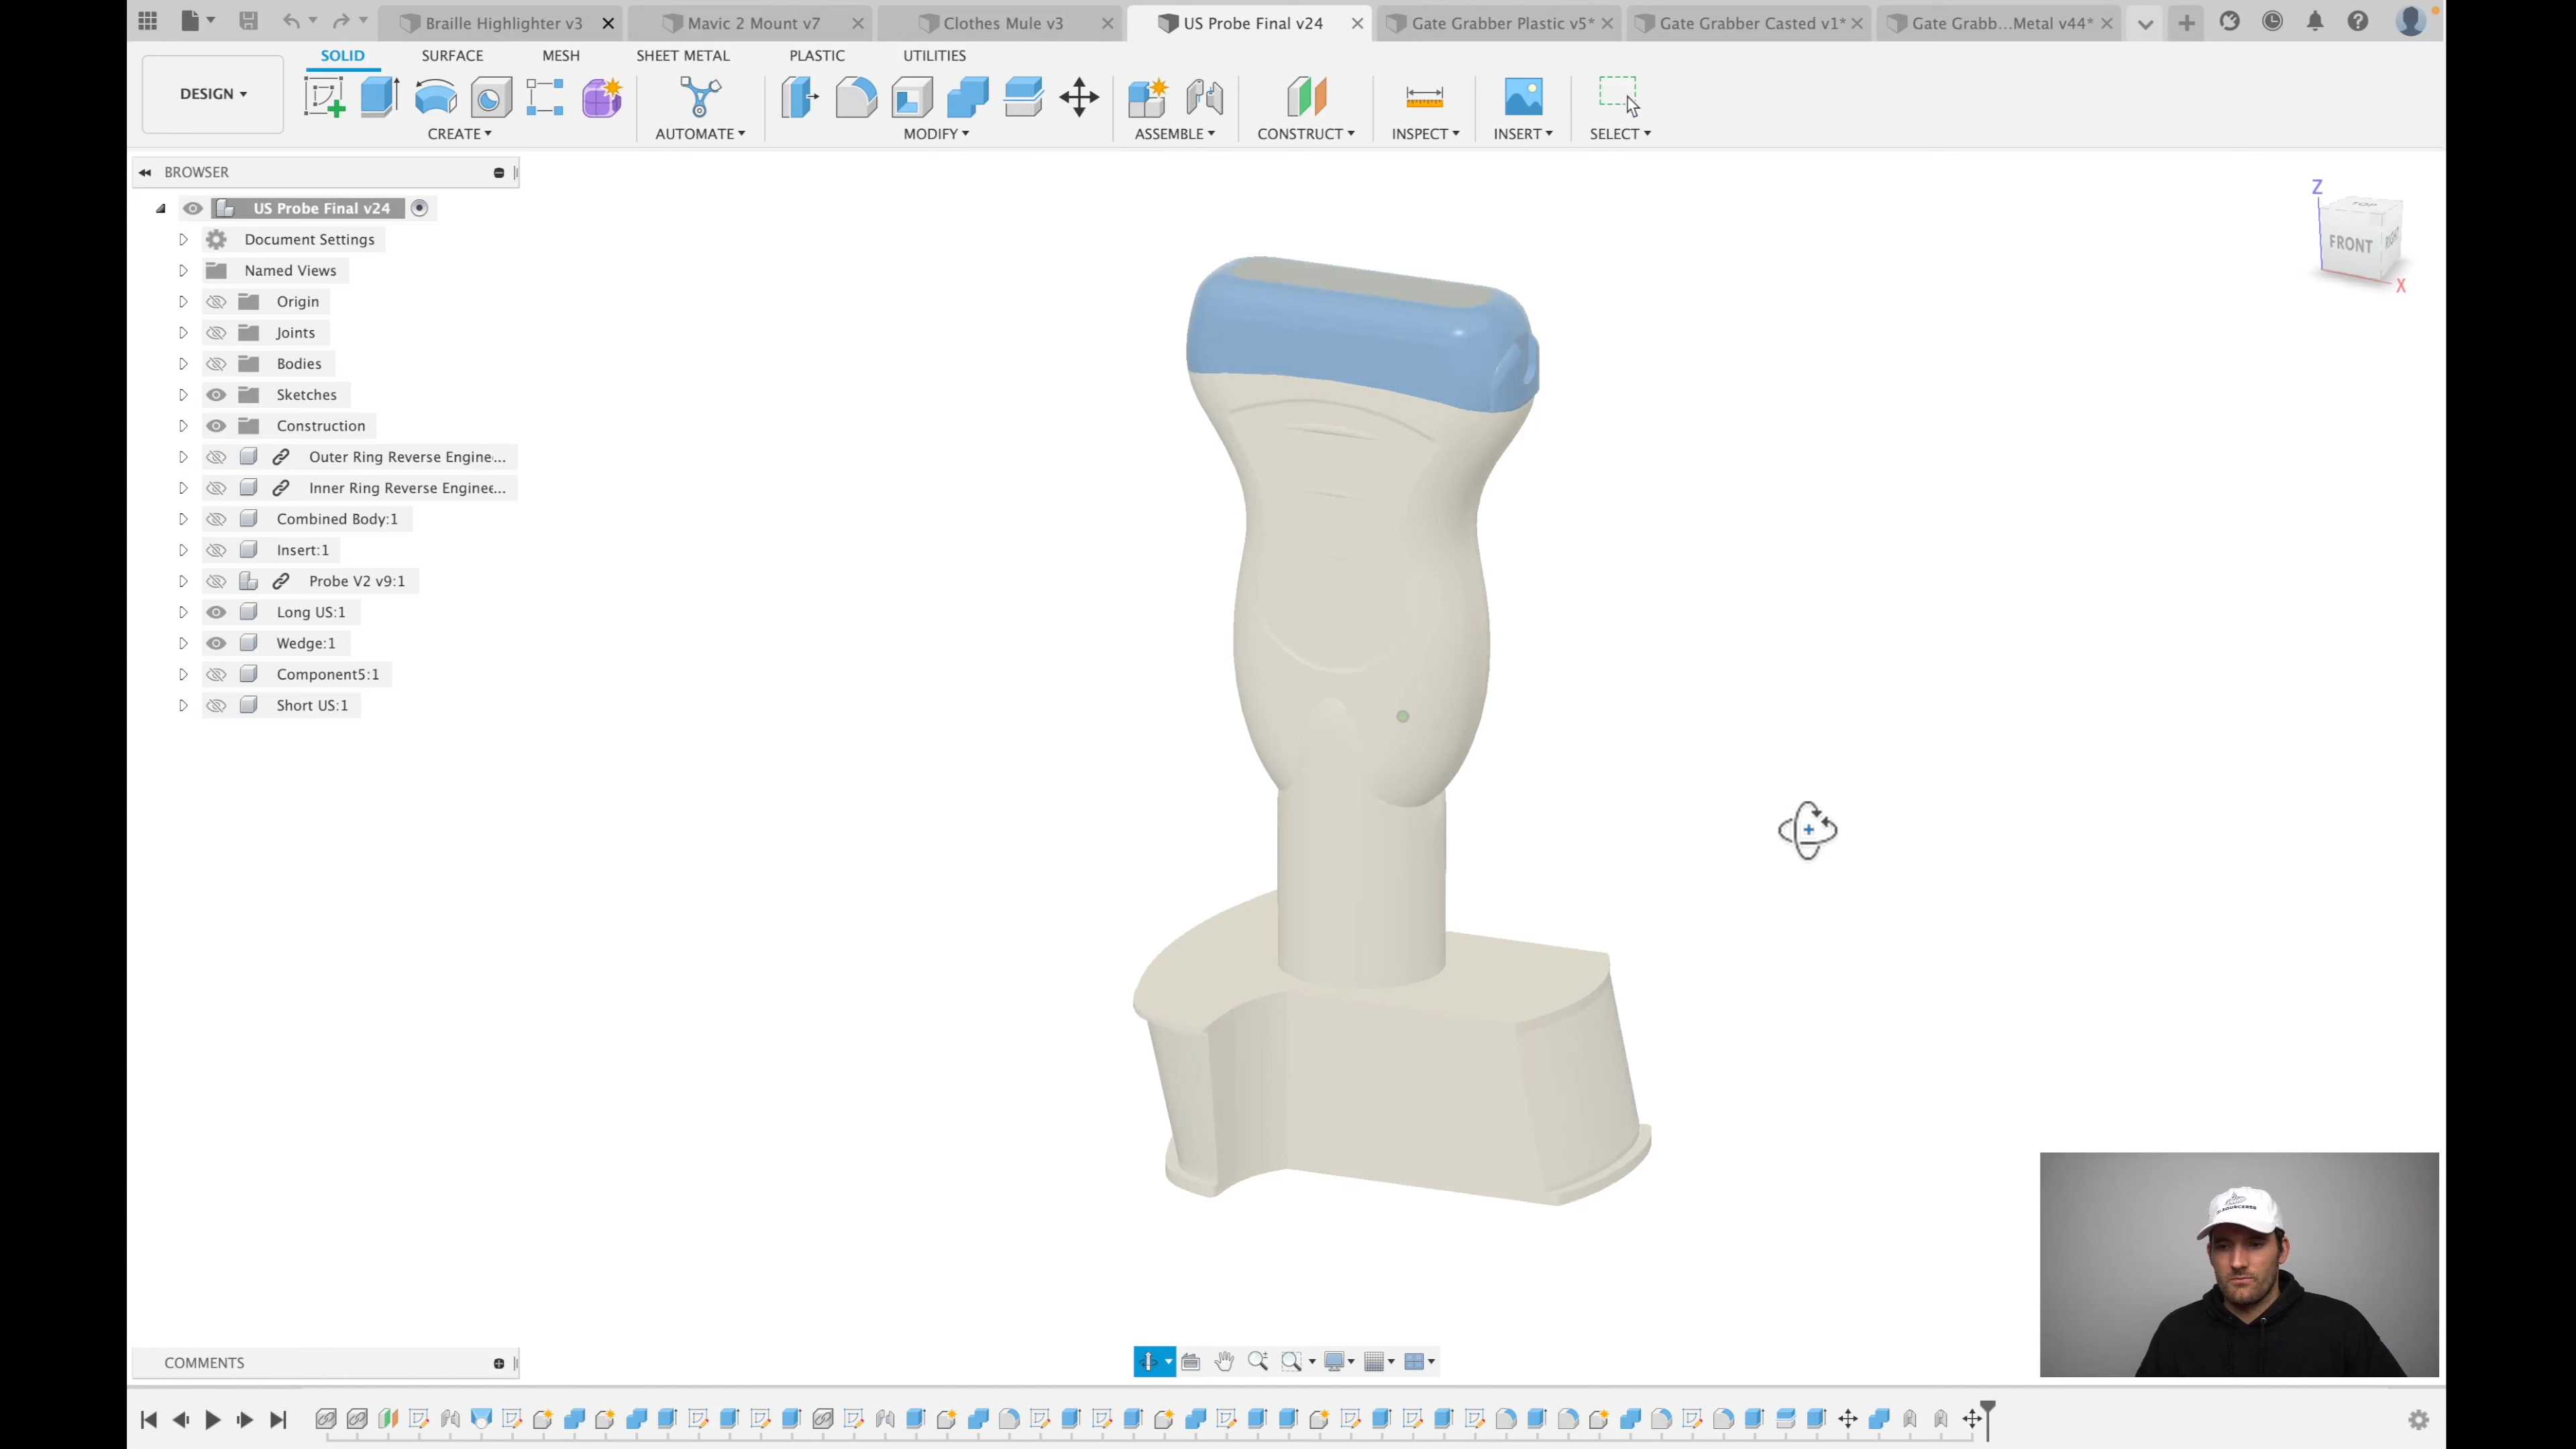 Braille Highlighter v3
Mavic 2 Mount v7
Clothes Mule v3
US Probe Final v24
Gate Grabber Plastic v5*
Gate Grabber Casted v1*
Gate Grabb...Metal v44*
SOLID
SURFACE
MESH
SHEET METAL
PLASTIC
UTILITIES
DESIGN
CREATE
AUTOMATE
MODIFY
ASSEMBLE
CONSTRUCT
INSPECT
INSERT
SELECT
BROWSER
US Probe Final v24
Document Settings
Named Views
Origin
Joints
Bodies
Sketches
Construction
Outer Ring Reverse Engine...
Inner Ring Reverse Enginee...
Combined Body:1
Insert:1
Probe V2 v9:1
Long US:1
Wedge:1
Component5:1
Short US:1
Z
TOP
FRONT
RIGHT
X
COMMENTS